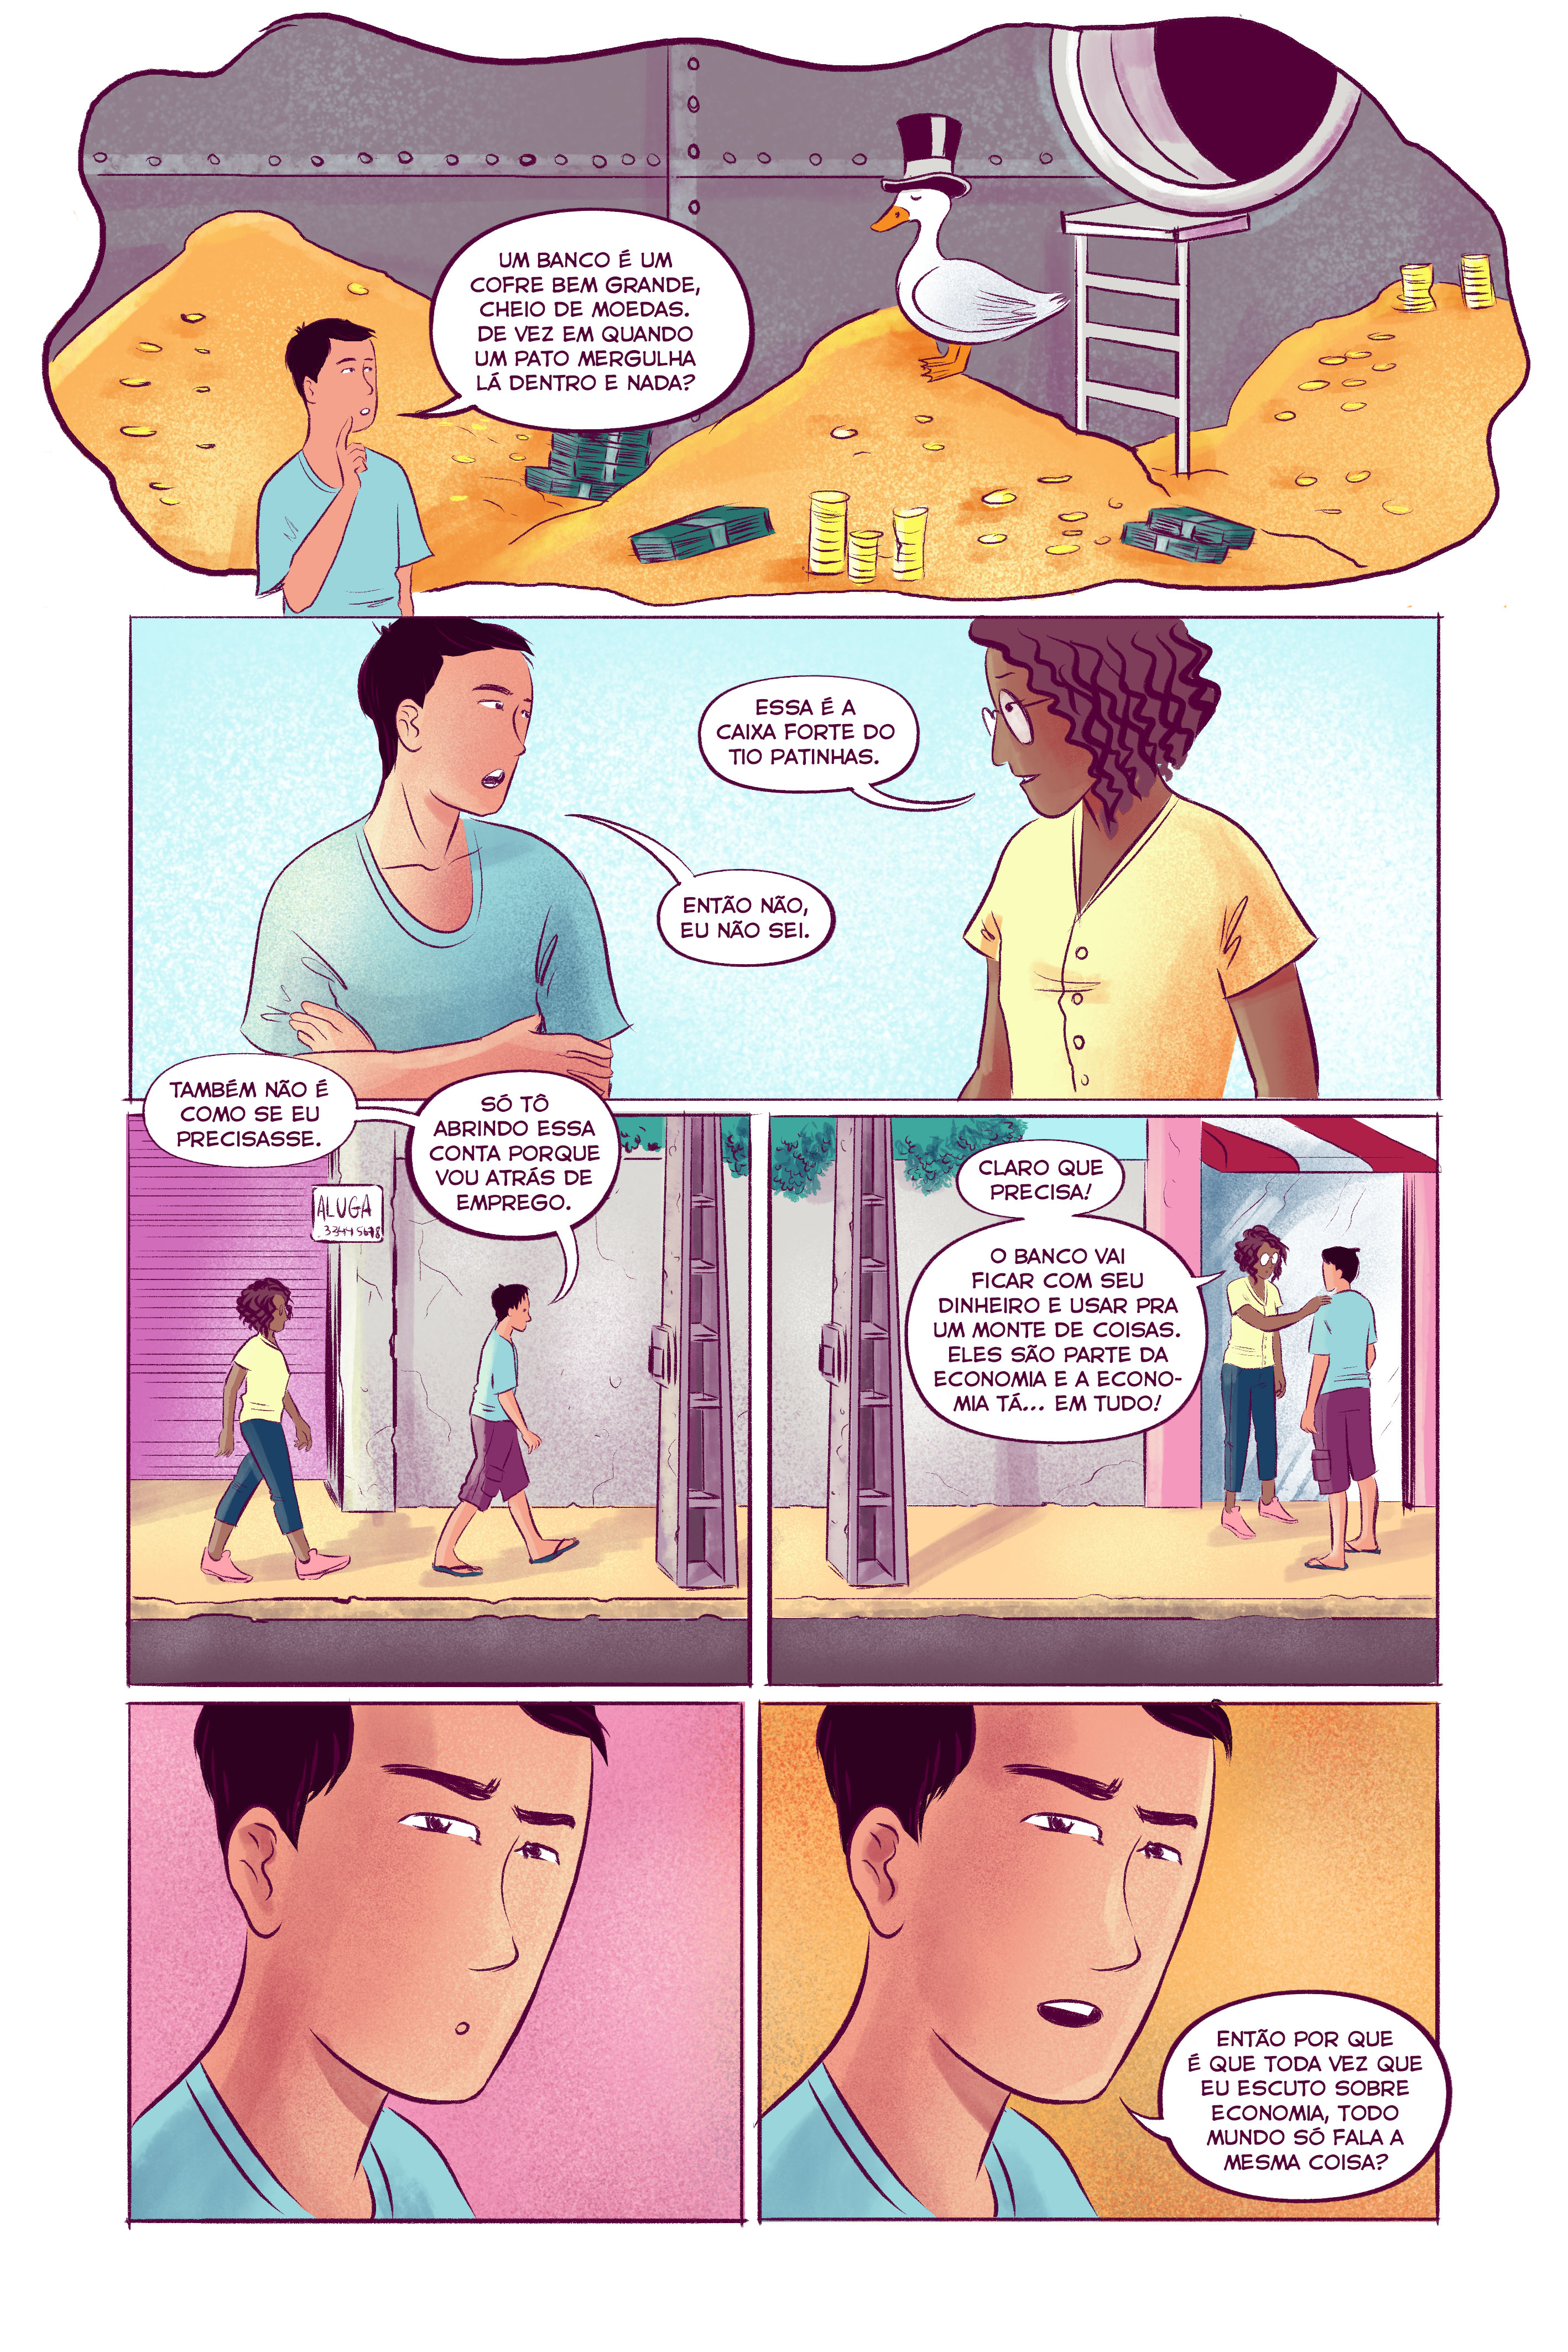 UM BANCO É UM
COFRE BEM GRANDE,
CHEIO DE MOEDAS.
DE VEZ EM QUANDO
UM PATO MERGULHA
LÁ DENTRO E NADA?
ESSA É A
CAIXA FORTE DO
TIO PATINHAS.
ENTÃO NÃO,
EU NÃO SEI.
TAMBÉM NÃO É
COMO SE EU
PRECISASSE.
SÓ TÔ
ABRINDO ESSA
CONTA PORQUE
VOU ATRÁS DE
EMPREGO.
ALUGA
33445678
CLARO QUE
PRECISA!
O BANCO VAI
FICAR COM SEU
DINHEIRO E USAR PRA
UM MONTE DE COISAS.
ELES SÃO PARTE DA
ECONOMIA E A ECONO-
MIA TÁ... EM TUDO!
ENTÃO POR QUE
É QUE TODA VEZ QUE
EU ESCUTO SOBRE
ECONOMIA, TODO
MUNDO SÓ FALA A
MESMA COISA?